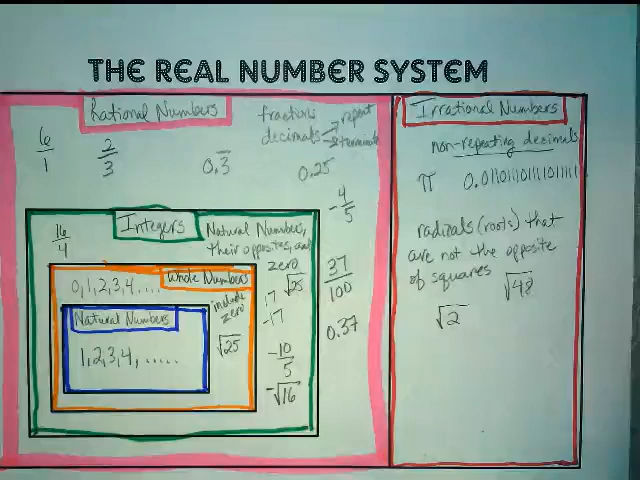 THE REAL NUMBER SYSTEM
Rational Numbers
fractions
decimals → repeat
→ terminate
6/1
2/3
0.3̅
0.25
-4/5
37/100
0.37
16/4
Integers
Natural Numbers,
their opposites, and
zero
√25
17
-17
-10/5
-√16
Whole Numbers
0,1,2,3,4,....
include
zero
√25
Natural Numbers
1,2,3,4, .....
Irrational Numbers
non-repeating decimals
π
0.01101110111101111
radicals (roots) that
are not the opposite
of squares
√48
√2